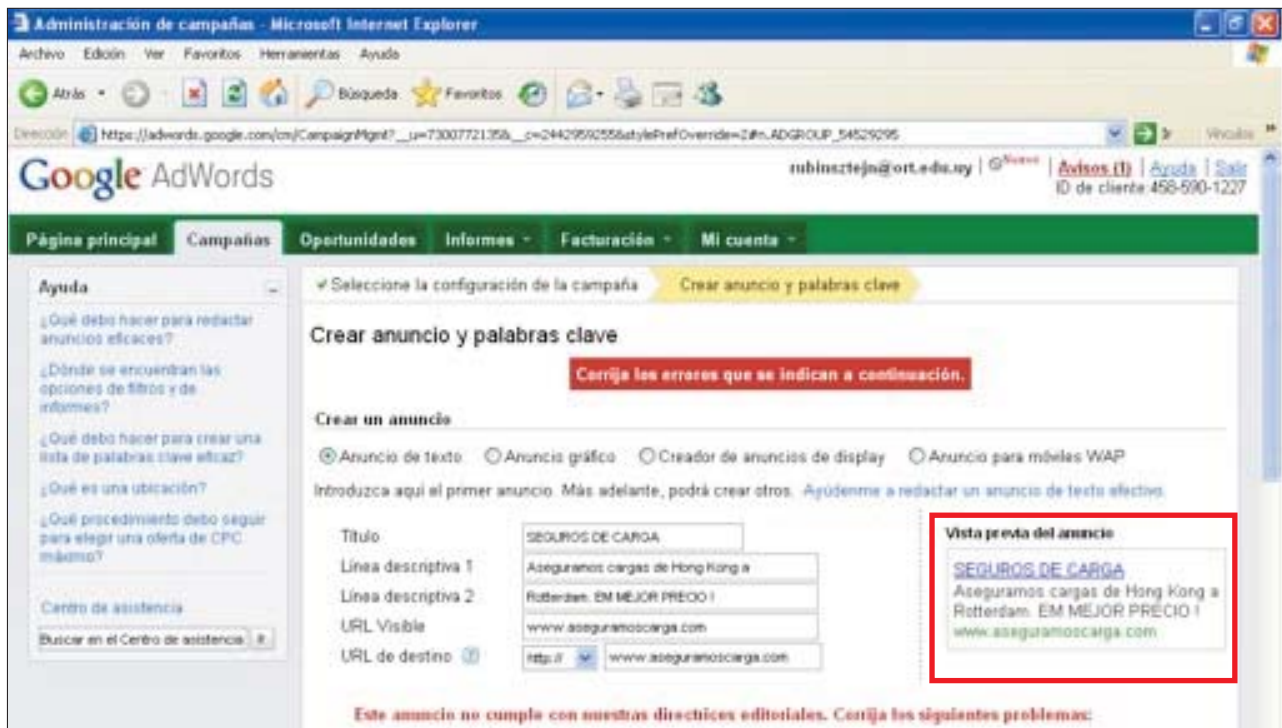 Administración de campañas - Microsoft Internet Explorer
Archivo Edición Ver Favoritos Herramientas Ayuda
Atrás Búsqueda Favoritos
Dirección https://adwords.google.com/cm/CampaignMgmt?__u=7300772135&__c=244295925&stylePrefOverride=2#n.ADGROUP_54529295 Ir Vínculos
Google AdWords
rubinsztejn@ort.edu.uy | Nuevo | Avisos (1) | Ayuda | Salir
ID de cliente: 458-590-1227
Página principal Campañas Oportunidades Informes Facturación Mi cuenta
Ayuda
¿Qué debo hacer para redactar
anuncios eficaces?
¿Dónde se encuentran las
opciones de filtros y de
informes?
¿Qué debo hacer para crear una
lista de palabras clave eficaz?
¿Qué es una ubicación?
¿Qué procedimiento debo seguir
para elegir una oferta de CPC
máximo?
Centro de asistencia
Buscar en el Centro de asistencia
Seleccione la configuración de la campaña Crear anuncio y palabras clave
Crear anuncio y palabras clave
Corrija los errores que se indican a continuación.
Crear un anuncio
Anuncio de texto Anuncio gráfico Creador de anuncios de display Anuncio para móviles WAP
Introduzca aquí el primer anuncio. Más adelante, podrá crear otros. Ayúdenme a redactar un anuncio de texto efectivo.
Título SEGUROS DE CARGA
Línea descriptiva 1 Aseguramos cargas de Hong Kong a
Línea descriptiva 2 Rotterdam. EM MEJOR PRECIO !
URL Visible www.aseguramoscarga.com
URL de destino http:// www.aseguramoscarga.com
Vista previa del anuncio
SEGUROS DE CARGA
Aseguramos cargas de Hong Kong a
Rotterdam. EM MEJOR PRECIO !
www.aseguramoscarga.com
Este anuncio no cumple con nuestras directrices editoriales. Corrija los siguientes problemas: